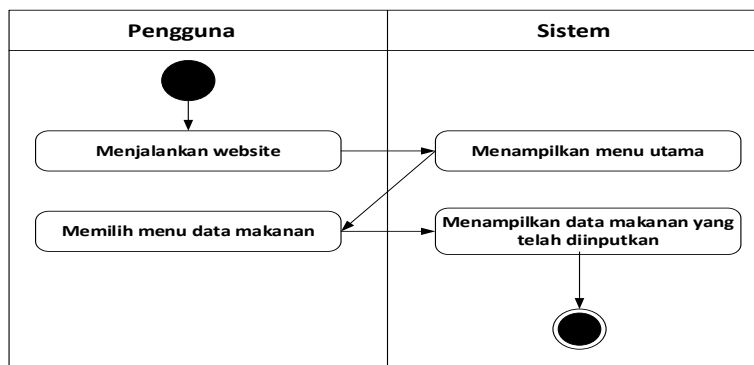 Pengguna
Sistem
Menjalankan website
Menampilkan menu utama
Memilih menu data makanan
Menampilkan data makanan yang
telah diinputkan